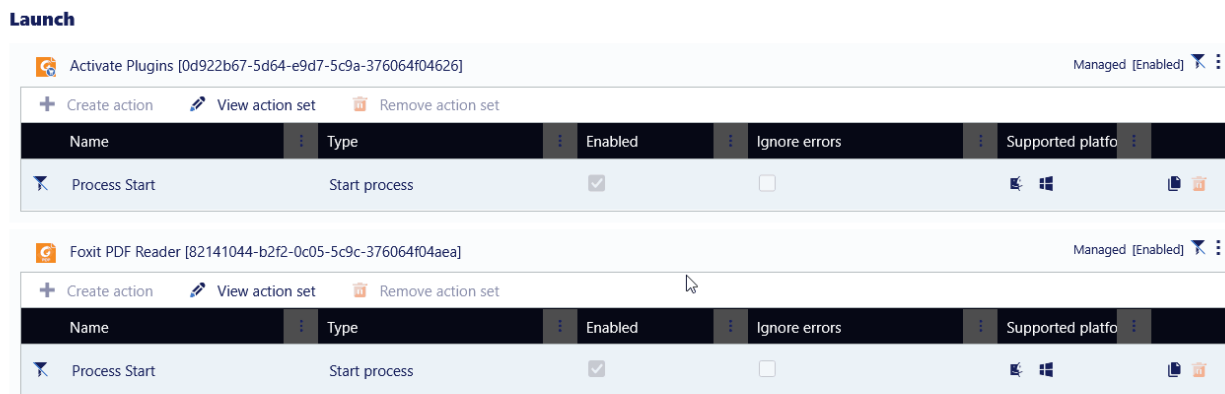 Launch
Activate Plugins [0d922b67-5d64-e9d7-5c9a-376064f04626] Managed [Enabled]
Create action View action set Remove action set
Name Type Enabled Ignore errors Supported platfo
Process Start Start process
Foxit PDF Reader [82141044-b2f2-0c05-5c9c-376064f04aea] Managed [Enabled]
Create action View action set Remove action set
Name Type Enabled Ignore errors Supported platfo
Process Start Start process